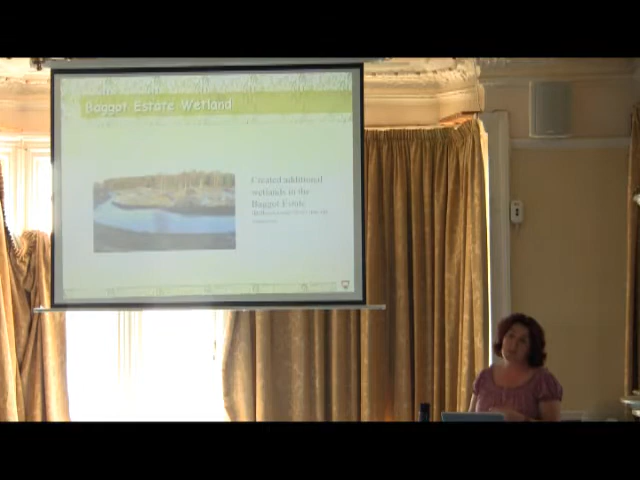 Baggot Estate Wetland
Created additional
wetlands in the
Baggot Estate